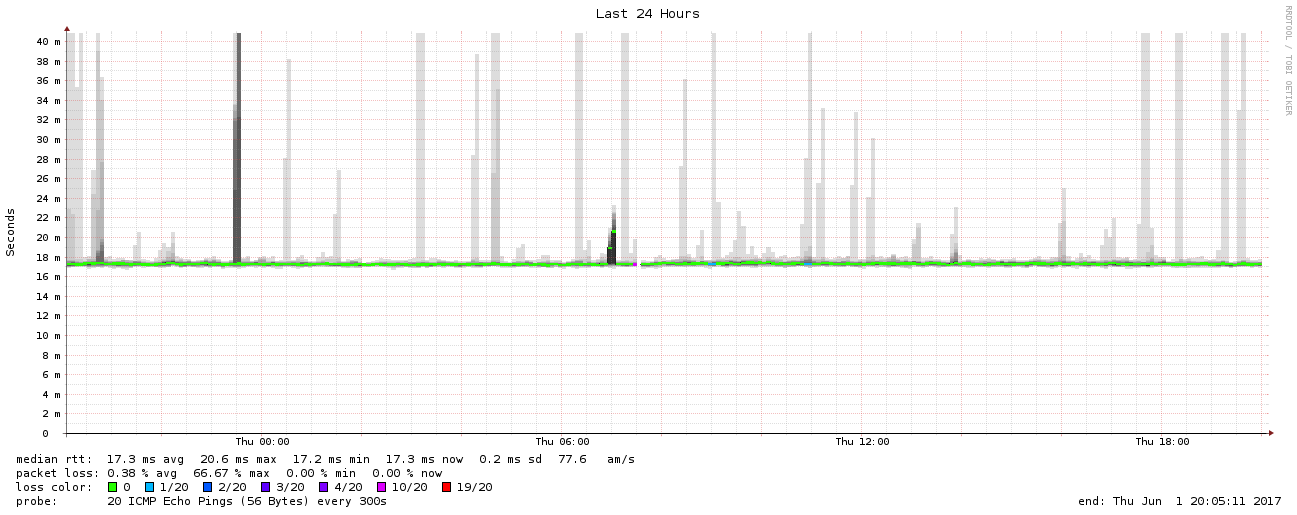 Last 24 Hours
RRDTOOL / TOBI OETIKER
Seconds
40 m
38 m
36 m
34 m
32 m
30 m
28 m
26 m
24 m
22 m
20 m
18 m
16 m
14 m
12 m
10 m
8 m
6 m
4 m
2 m
0
Thu 00:00 Thu 06:00 Thu 12:00 Thu 18:00
median rtt: 17.3 ms avg 20.6 ms max 17.2 ms min 17.3 ms now 0.2 ms sd 77.6 am/s
packet loss: 0.38 % avg 66.67 % max 0.00 % min 0.00 % now
loss color: 0 1/20 2/20 3/20 4/20 10/20 19/20
probe: 20 ICMP Echo Pings (56 Bytes) every 300s end: Thu Jun 1 20:05:11 2017